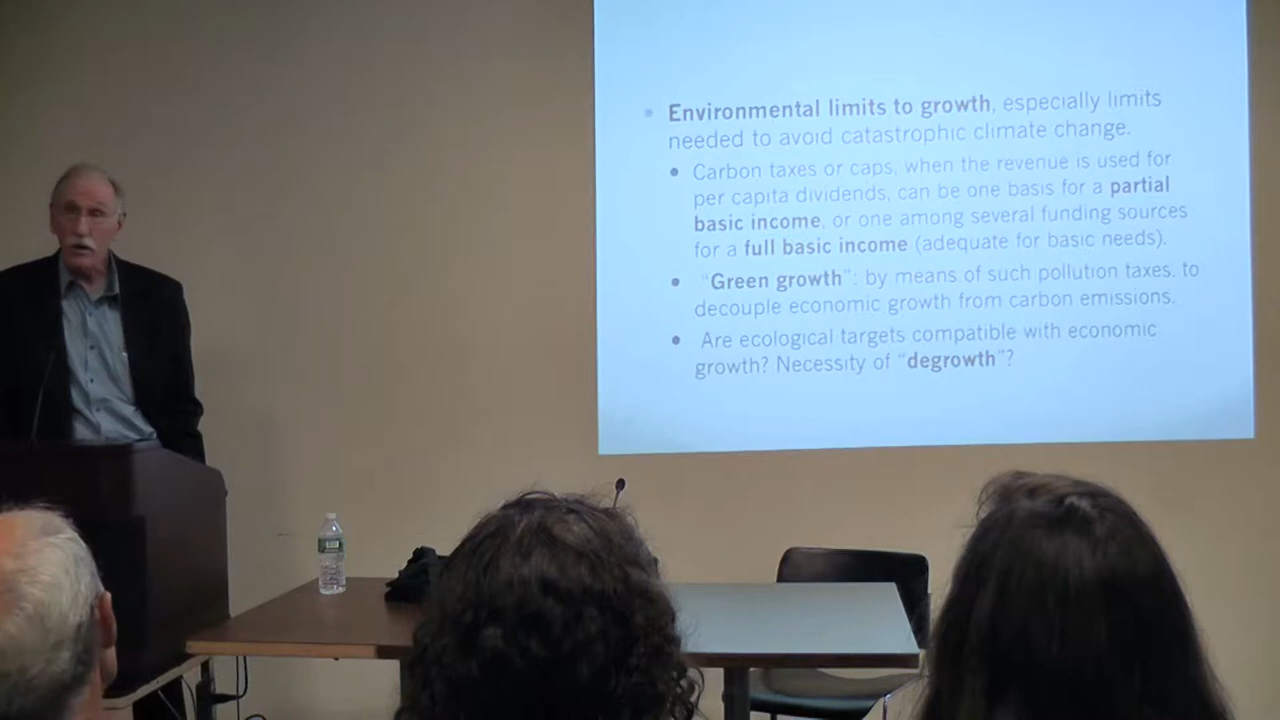 Environmental limits to growth, especially limits
needed to avoid catastrophic climate change.
Carbon taxes or caps, when the revenue is used for
per capita dividends, can be one basis for a partial
basic income, or one among several funding sources
for a full basic income (adequate for basic needs).
“Green growth”: by means of such pollution taxes, to
decouple economic growth from carbon emissions.
Are ecological targets compatible with economic
growth? Necessity of “degrowth”?